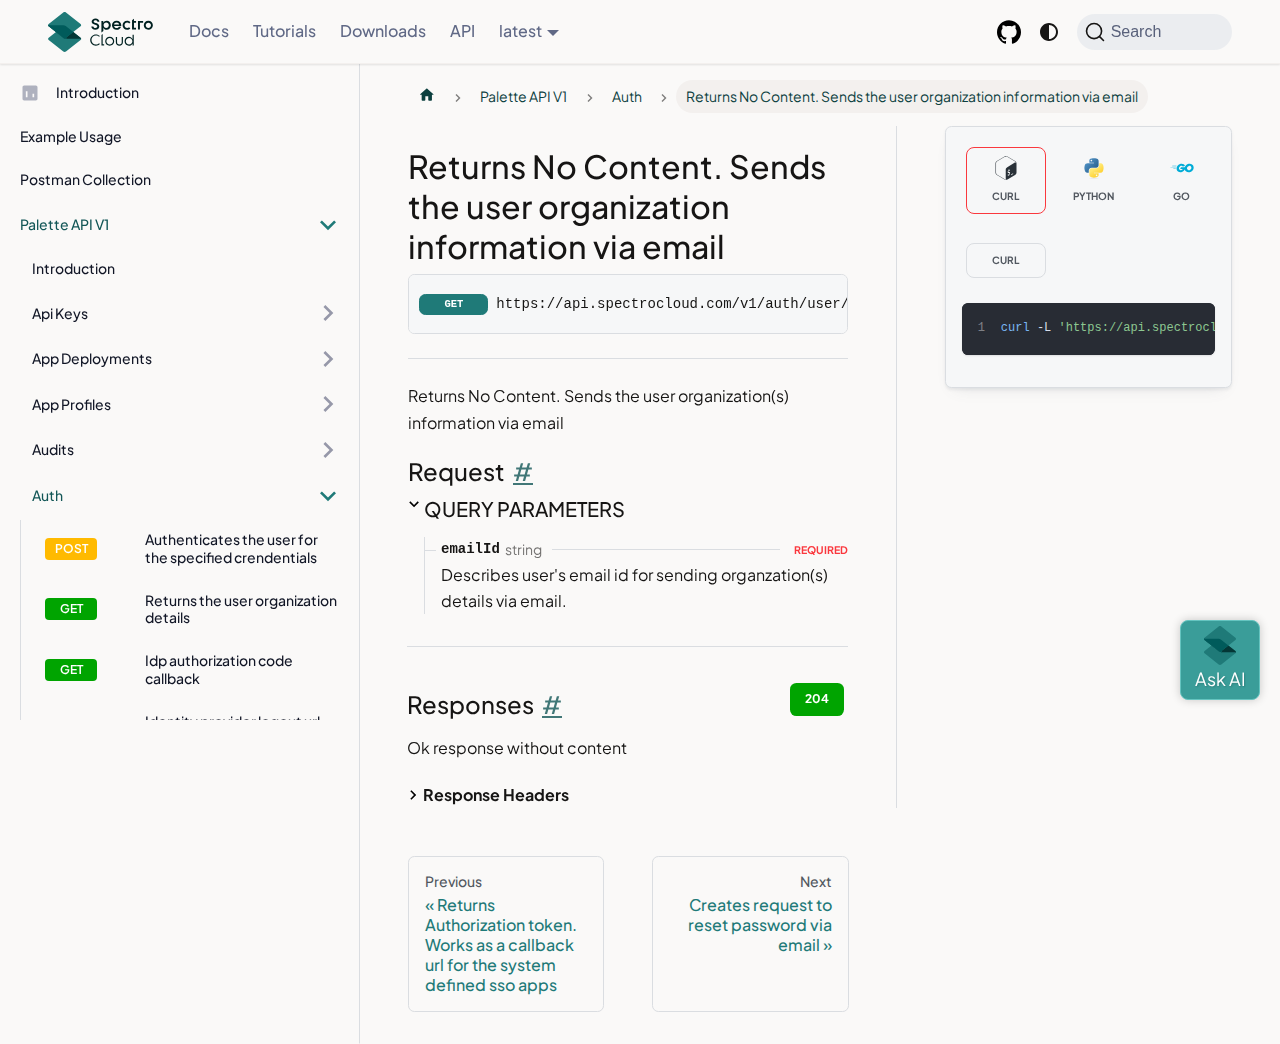 Spectro Cloud
Docs
Tutorials
Downloads
API
latest
Search
Introduction
Example Usage
Postman Collection
Palette API V1
Introduction
Api Keys
App Deployments
App Profiles
Audits
Auth
POST
Authenticates the user for
the specified crendentials
GET
Returns the user organization
details
GET
Idp authorization code
callback
Palette API V1
Auth
Returns No Content. Sends the user organization information via email
Returns No Content. Sends
the user organization
information via email
GET https://api.spectrocloud.com/v1/auth/user/
Returns No Content. Sends the user organization(s)
information via email
Request #
QUERY PARAMETERS
emailId string REQUIRED
Describes user's email id for sending organzation(s)
details via email.
Responses #
204
Ok response without content
Response Headers
Previous
« Returns
Authorization token.
Works as a callback
url for the system
defined sso apps
Next
Creates request to
reset password via
email »
CURL
PYTHON
GO
CURL
1 curl -L 'https://api.spectrocl
Ask AI